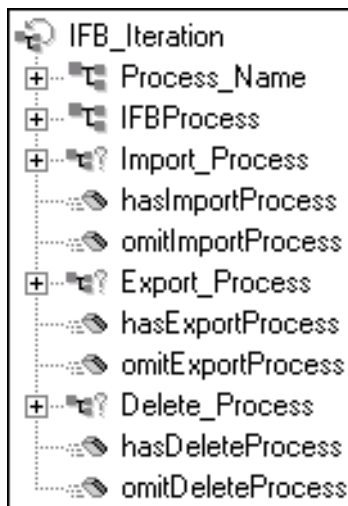 IFB_Iteration
Process_Name
IFBProcess
Import_Process
hasImportProcess
omitImportProcess
Export_Process
hasExportProcess
omitExportProcess
Delete_Process
hasDeleteProcess
omitDeleteProcess